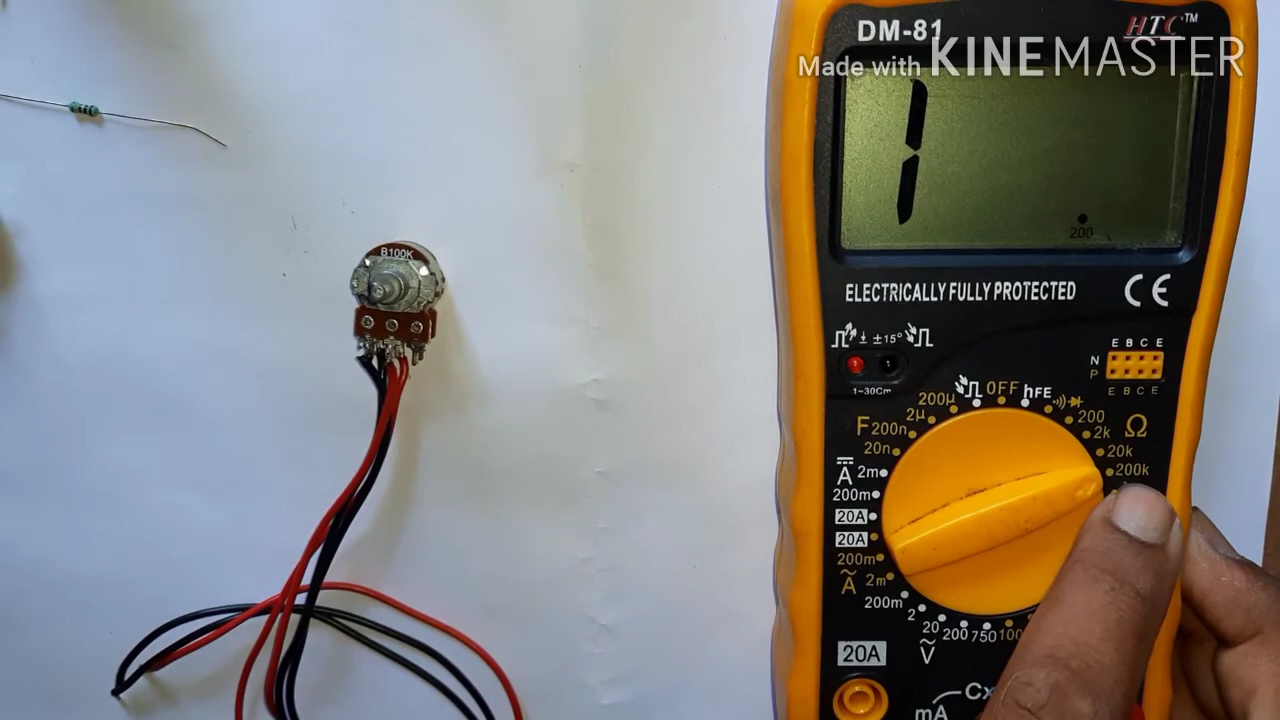 DM-81
HTC™
Made with KINEMASTER
1
200
B100K
ELECTRICALLY FULLY PROTECTED
CE
±15°
1~30Cm
E B C E
N
P
E B C E
OFF
hFE
200µ
2µ
F 200n
20n
200
2k
20k
200k
Ω
A 2m
200m
20A
20A
200m
A 2m
200m
2
20
200
750
100
V
20A
mA
Cx